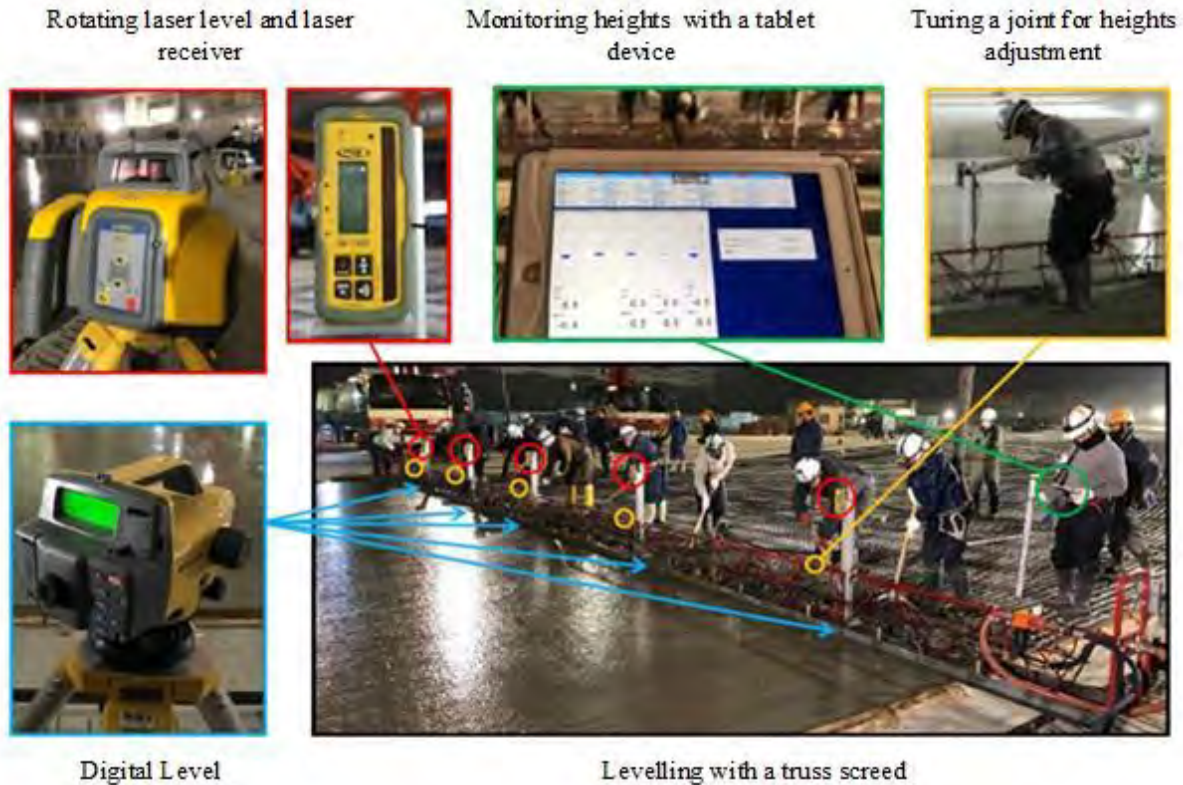 Rotating laser level and laser
receiver
Monitoring heights with a tablet
device
Turing a joint for heights
adjustment
Digital Level
Levelling with a truss screed